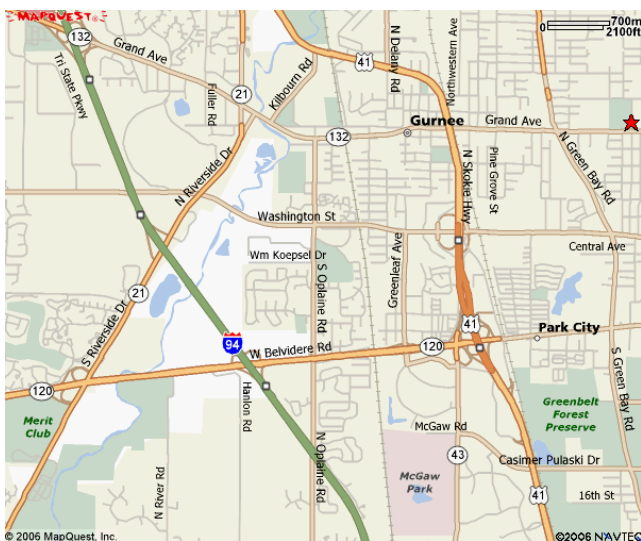 MAPQUEST
700m
2100ft
0
132
Grand Ave
Tri State Pkwy
Fuller Rd
21
Kilbourn Rd
41
N Delany Rd
Northwestern Ave
132
Gurnee
Grand Ave
N Green Bay Rd
N Riverside Dr
N Skokie Hwy
Pine Grove St
Washington St
Central Ave
Wm Koepsel Dr
S Oplaine Rd
Greenleaf Ave
21
S Riverside Dr
94
41
Park City
W Belvidere Rd
120
120
Hanlon Rd
S Green Bay Rd
Merit
Club
Greenbelt
Forest
Preserve
McGaw Rd
N Oplaine Rd
43
Casimer Pulaski Dr
N River Rd
McGaw
Park
41
16th St
© 2006 MapQuest, Inc.
©2006 NAVTEQ